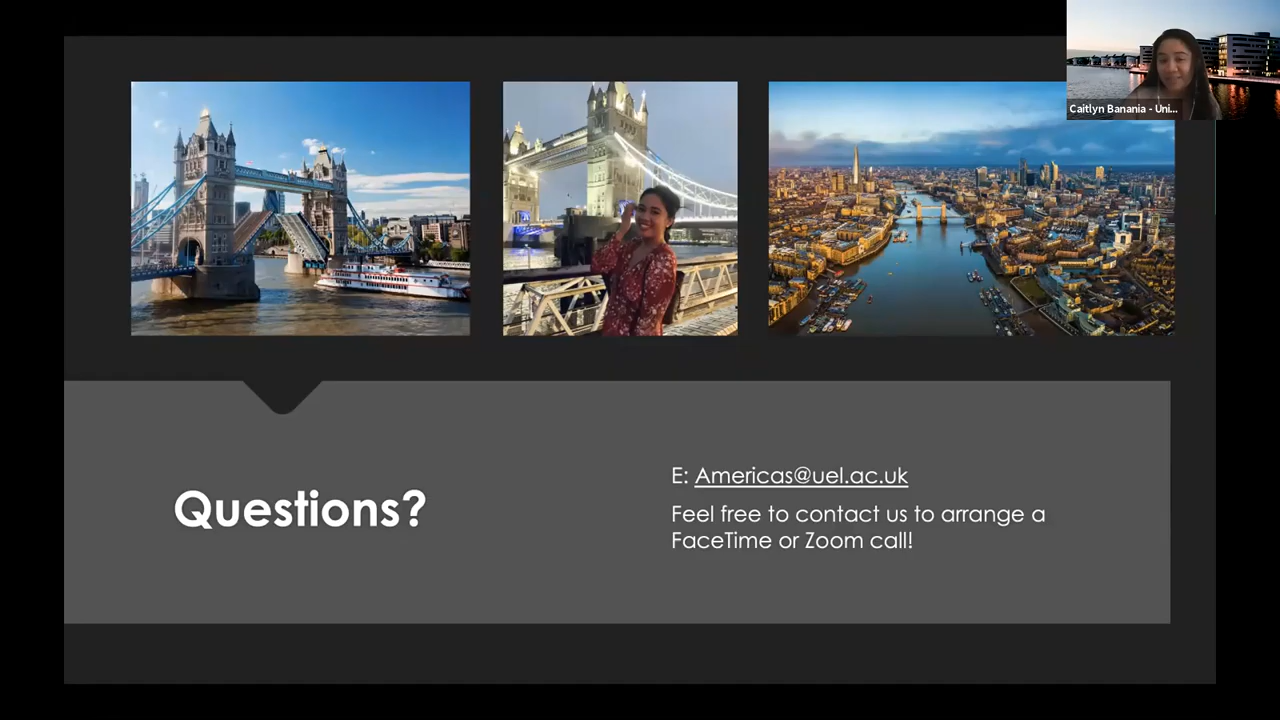 Caitlyn Banania - Uni...
Questions?
E: Americas@uel.ac.uk
Feel free to contact us to arrange a
FaceTime or Zoom call!